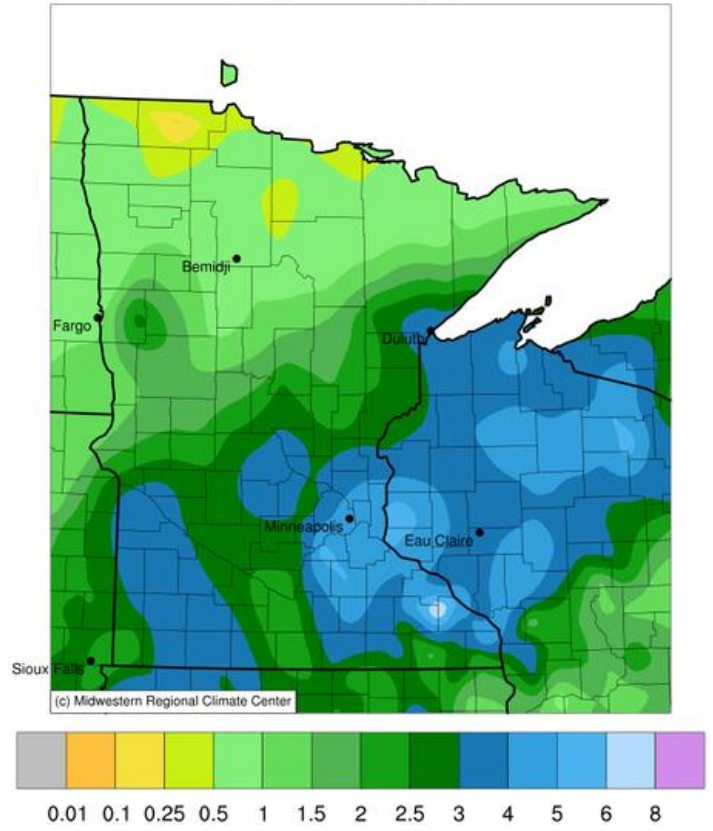 Bemidji
Fargo
Duluth
Minneapolis
Eau Claire
Sioux Falls
(c) Midwestern Regional Climate Center
0.01 0.1 0.25 0.5 1 1.5 2 2.5 3 4 5 6 8